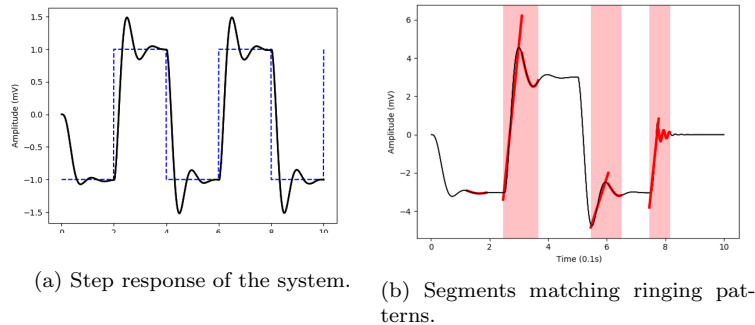 1.5
1.0
0.5
0.0
−0.5
−1.0
−1.5
Amplitude (mV)
0 2 4 6 8 10
(a) Step response of the system.
6
4
2
0
−2
−4
Amplitude (mV)
0 2 4 6 8 10
Time (0.1s)
(b) Segments matching ringing pat-
terns.